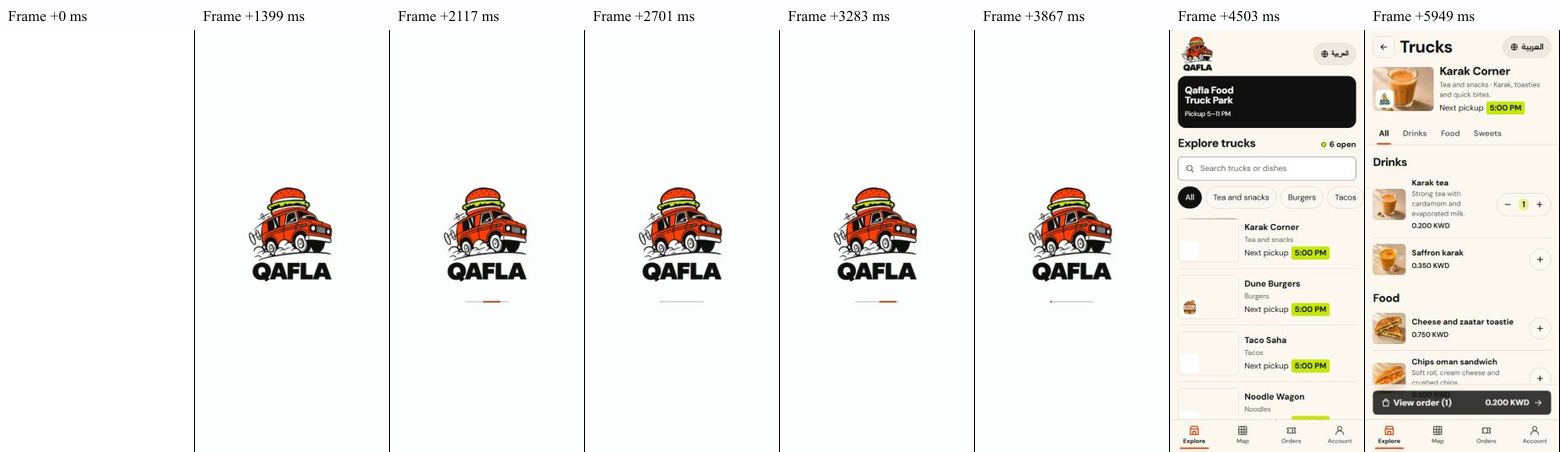 Frame +0 ms
Frame +1399 ms
Frame +2117 ms
Frame +2701 ms
Frame +3283 ms
Frame +3867 ms
Frame +4503 ms
Frame +5949 ms
QAFLA
QAFLA
QAFLA
QAFLA
QAFLA
QAFLA
العربية
Qafla Food
Truck Park
Pickup 5–11 PM
Explore trucks
6 open
Search trucks or dishes
All
Tea and snacks
Burgers
Tacos
Karak Corner
Tea and snacks
Next pickup 5:00 PM
Dune Burgers
Burgers
Next pickup 5:00 PM
Taco Saha
Tacos
Next pickup 5:00 PM
Noodle Wagon
Noodles
Explore
Map
Orders
Account
Trucks
العربية
Karak Corner
Tea and snacks · Karak, toasties
and quick bites.
Next pickup 5:00 PM
All
Drinks
Food
Sweets
Drinks
Karak tea
Strong tea with
cardamom and
evaporated milk.
0.200 KWD
− 1 +
Saffron karak
0.350 KWD
+
Food
Cheese and zaatar toastie
0.750 KWD
+
Chips oman sandwich
Soft roll, cream cheese and
crushed chips.
+
View order (1)
0.200 KWD →
Explore
Map
Orders
Account